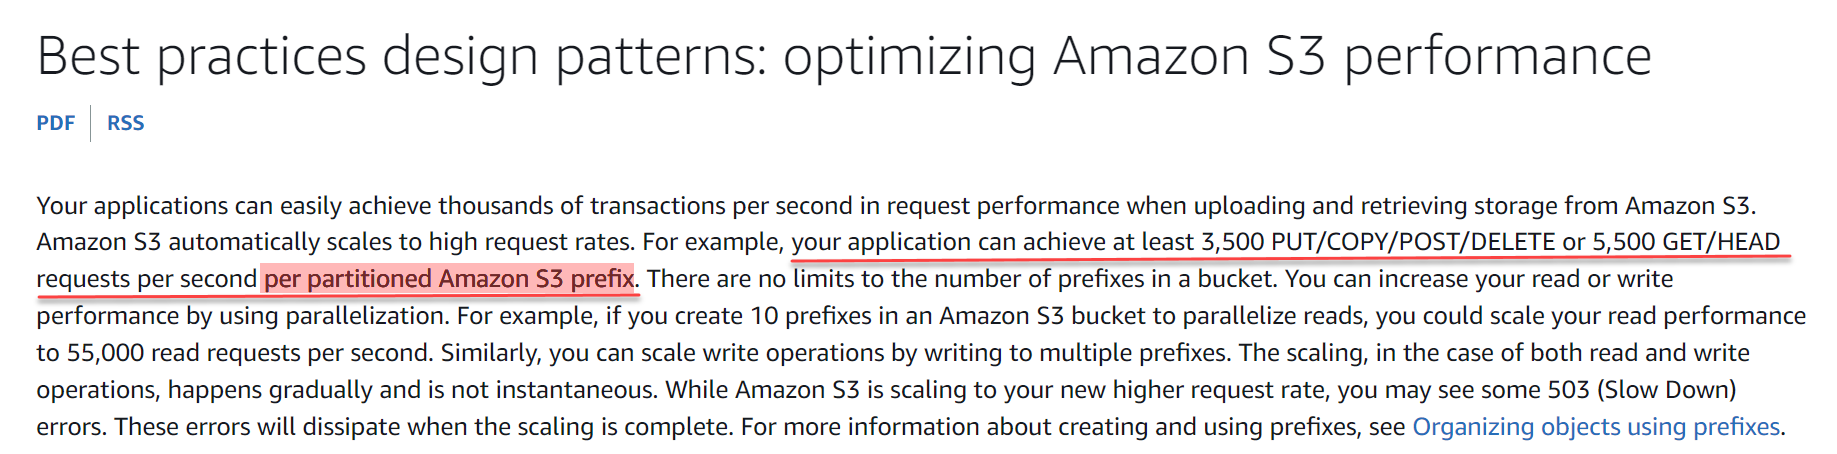 Best practices design patterns: optimizing Amazon S3 performance
PDF
RSS
Your applications can easily achieve thousands of transactions per second in request performance when uploading and retrieving storage from Amazon S3.
Amazon S3 automatically scales to high request rates. For example, your application can achieve at least 3,500 PUT/COPY/POST/DELETE or 5,500 GET/HEAD
requests per second per partitioned Amazon S3 prefix. There are no limits to the number of prefixes in a bucket. You can increase your read or write
performance by using parallelization. For example, if you create 10 prefixes in an Amazon S3 bucket to parallelize reads, you could scale your read performance
to 55,000 read requests per second. Similarly, you can scale write operations by writing to multiple prefixes. The scaling, in the case of both read and write
operations, happens gradually and is not instantaneous. While Amazon S3 is scaling to your new higher request rate, you may see some 503 (Slow Down)
errors. These errors will dissipate when the scaling is complete. For more information about creating and using prefixes, see Organizing objects using prefixes.